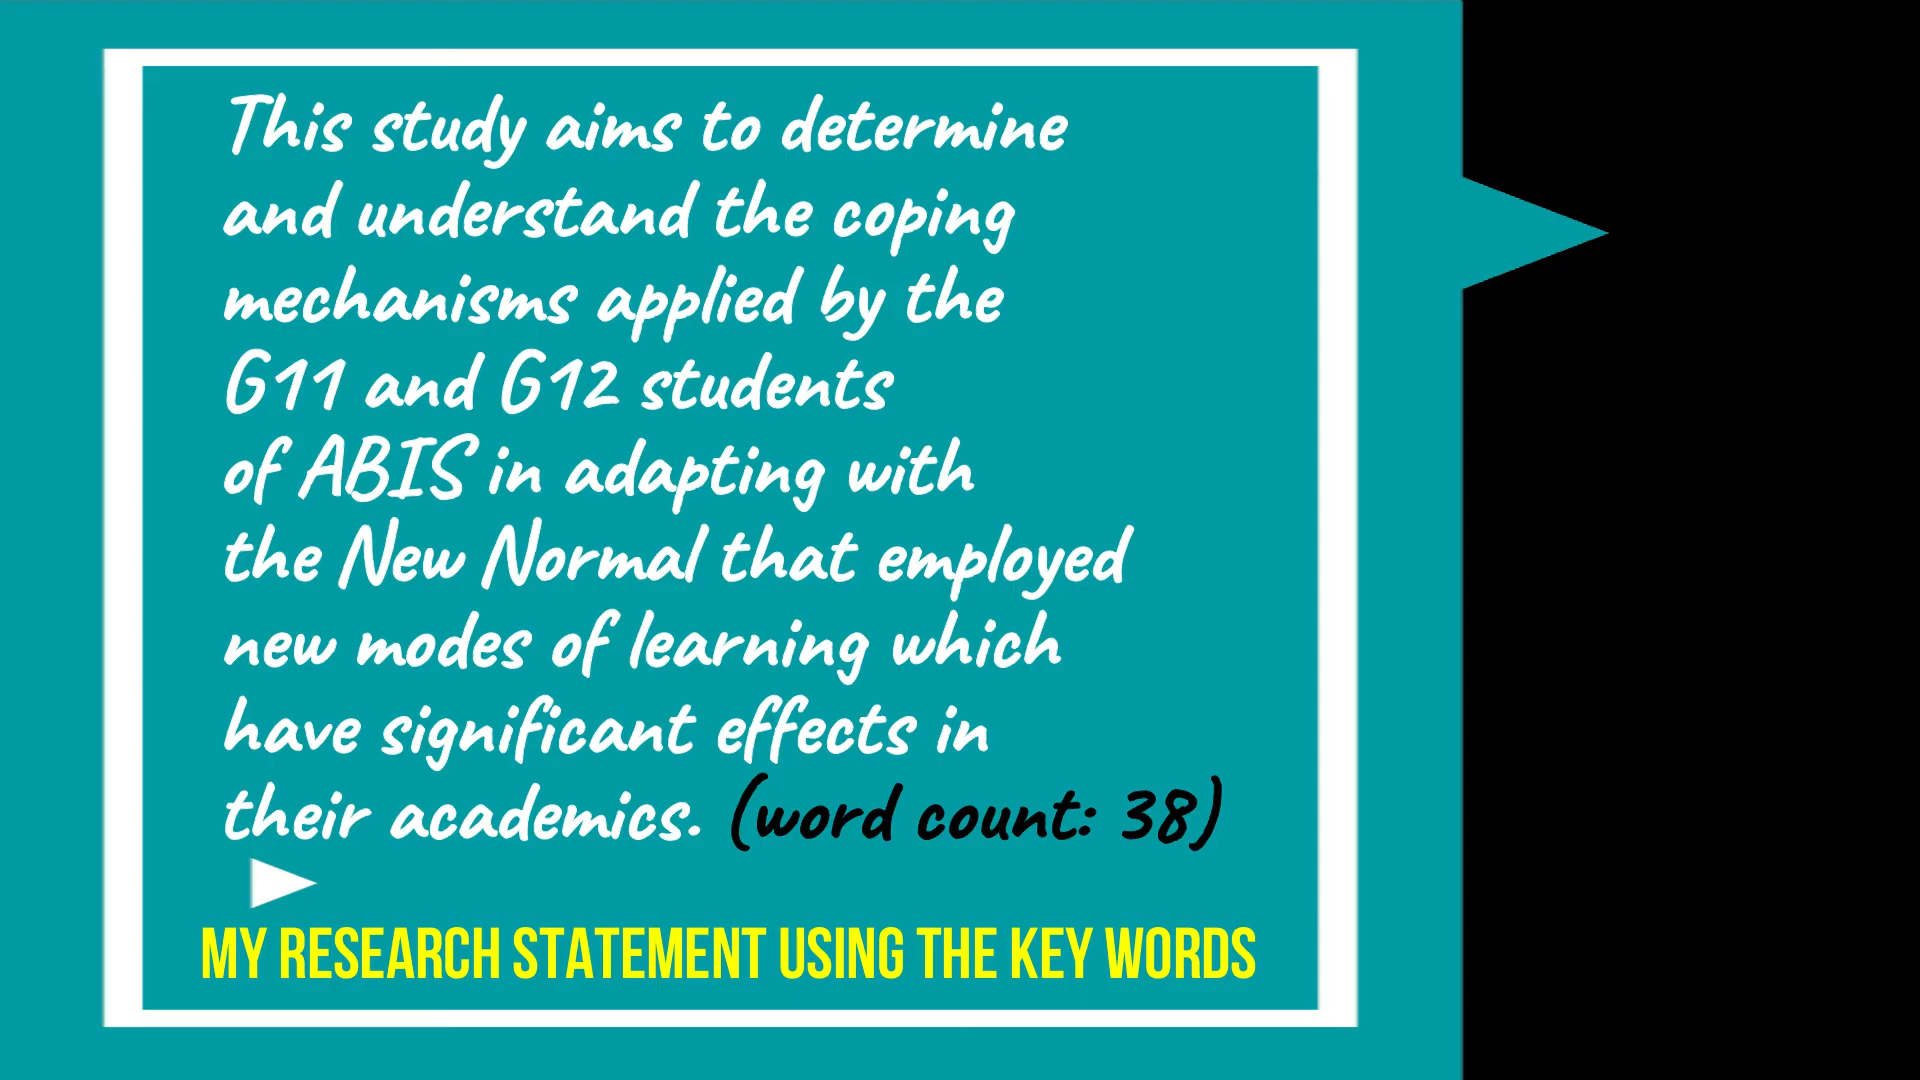 This study aims to determine
and understand the coping
mechanisms applied by the
G11 and G12 students
of ABIS in adapting with
the New Normal that employed
new modes of learning which
have significant effects in
their academics. (word count: 38)
MY RESEARCH STATEMENT USING THE KEY WORDS